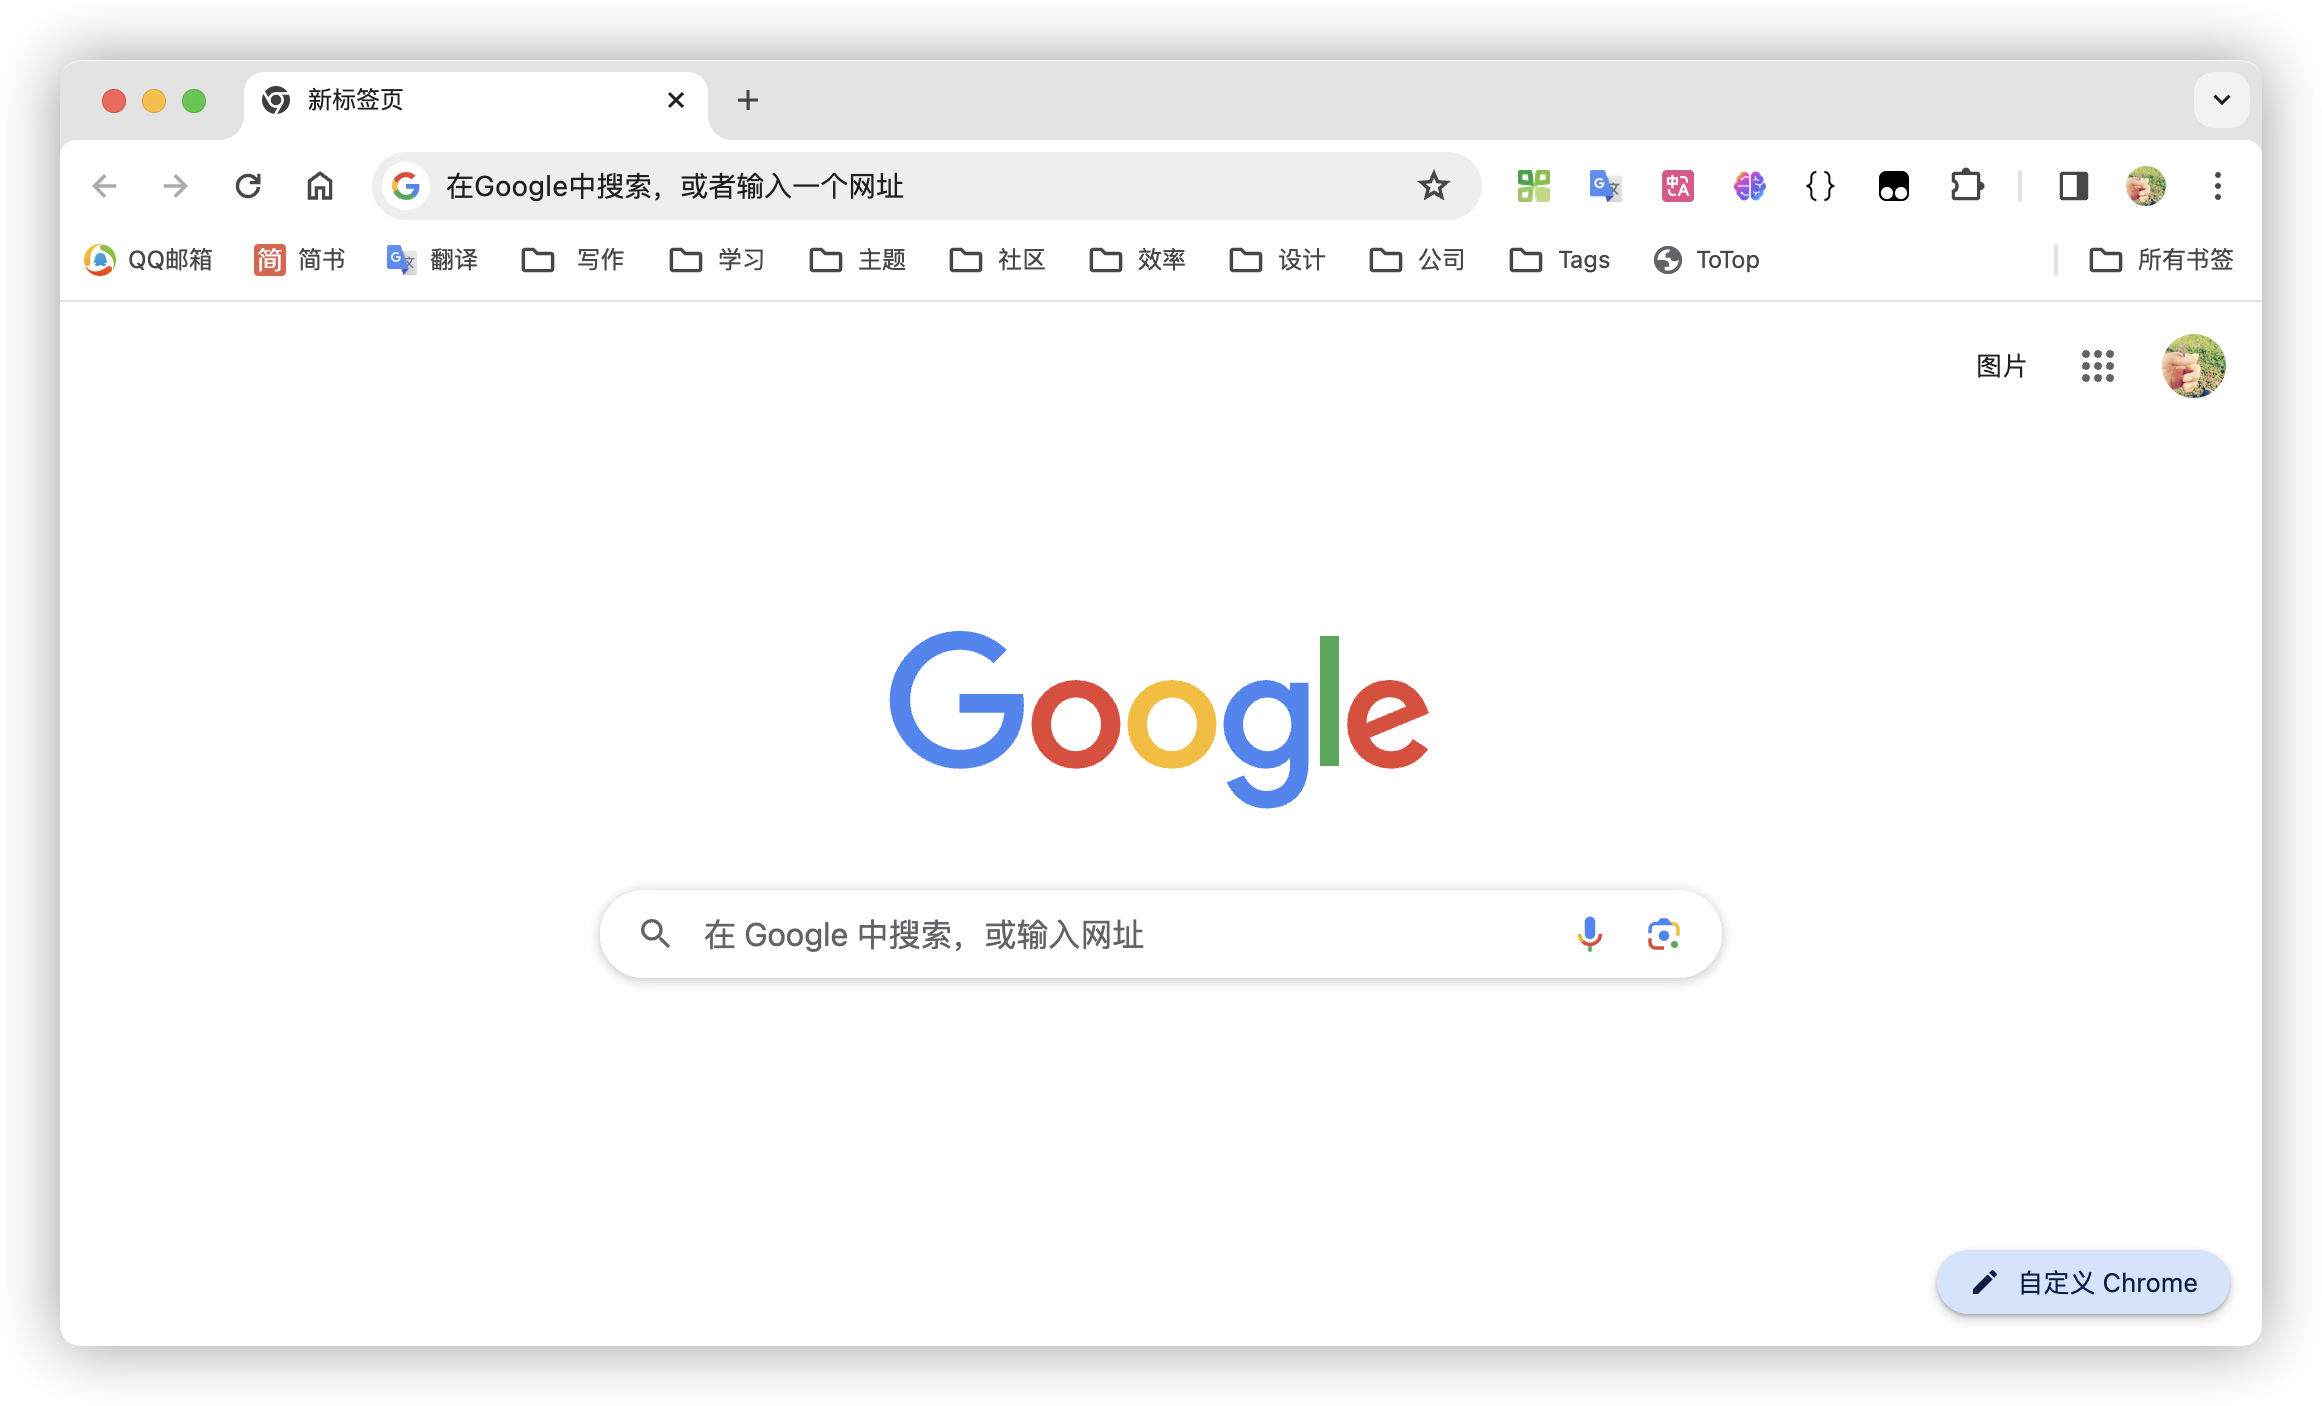 新标签页
在Google中搜索，或者输入一个网址
QQ邮箱 简 简书 翻译 写作 学习 主题 社区 效率 设计 公司 Tags ToTop 所有书签
图片
Google
在 Google 中搜索，或输入网址
自定义 Chrome